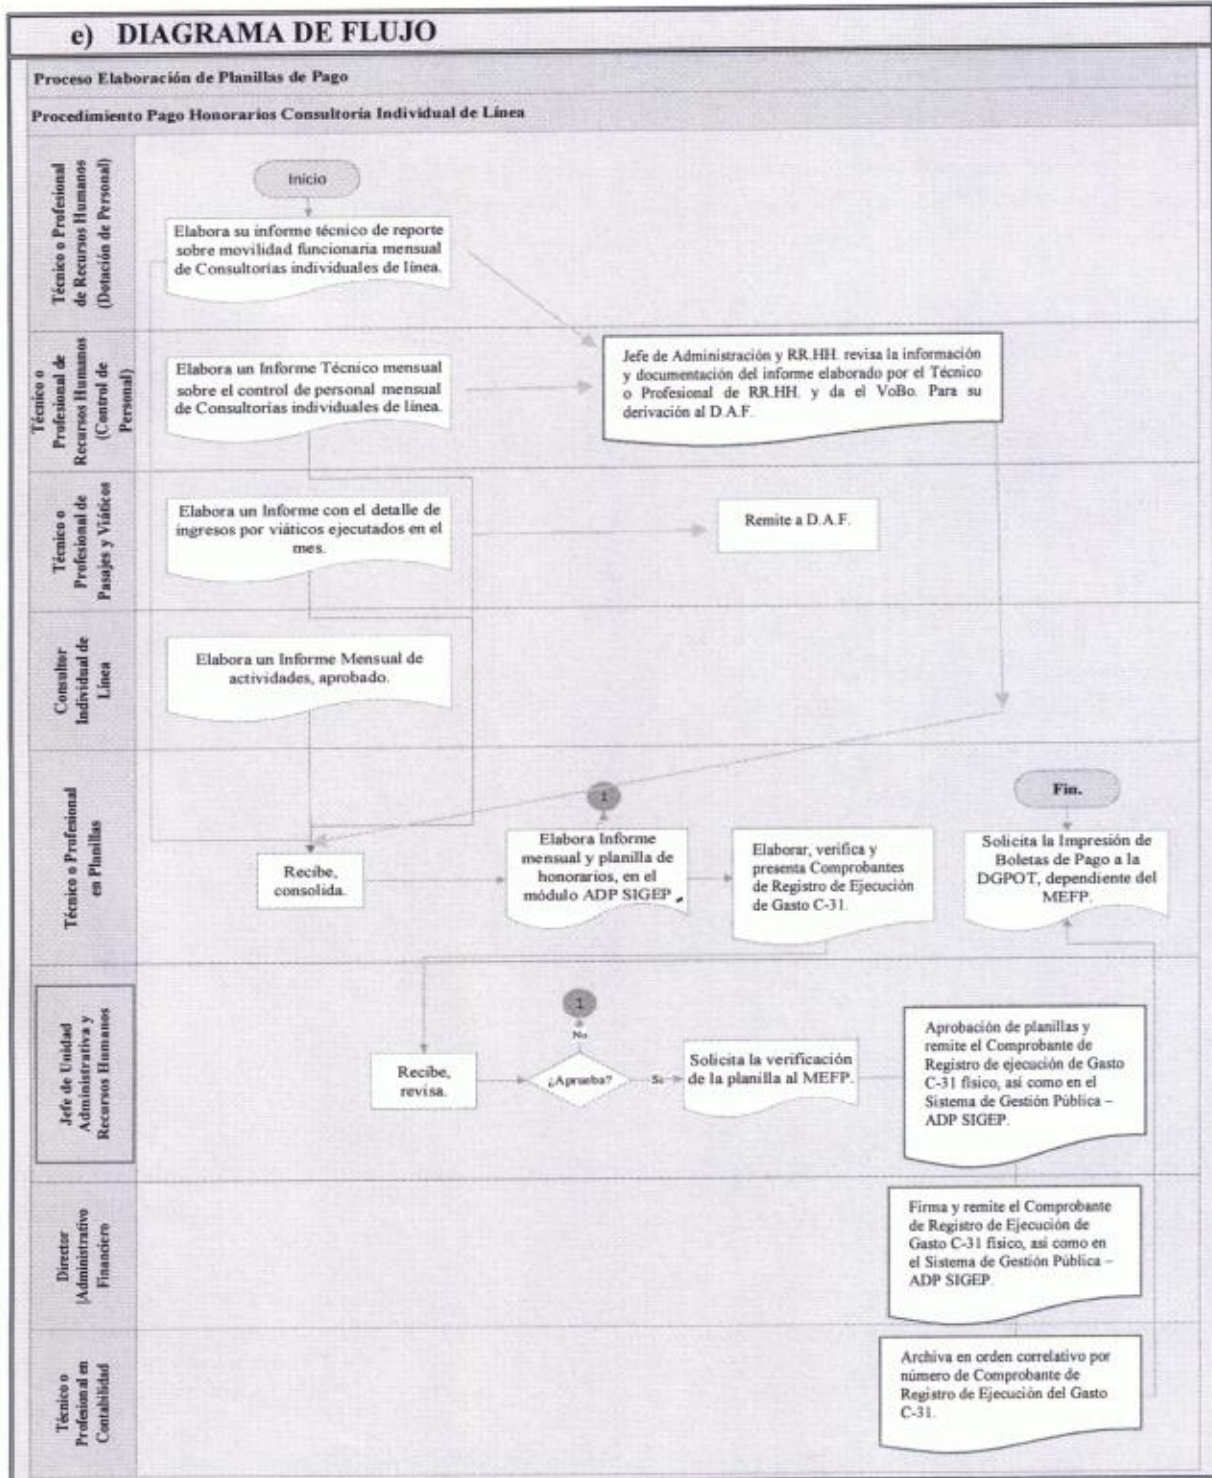 e) DIAGRAMA DE FLUJO
Proceso Elaboración de Planillas de Pago
Procedimiento Pago Honorarios Consultoría Individual de Línea
Técnico o Profesional
de Recursos Humanos
(Dotación de Personal)
Inicio
Elabora su informe técnico de reporte
sobre movilidad funcionaria mensual
de Consultorías individuales de línea.
Técnico o
Profesional de
Recursos Humanos
(Control de
Personal)
Elabora un Informe Técnico mensual
sobre el control de personal mensual
de Consultorías individuales de línea.
Jefe de Administración y RR.HH. revisa la información
y documentación del informe elaborado por el Técnico
o Profesional de RR.HH. y da el VoBo. Para su
derivación al D.A.F.
Técnico o
Profesional de
Pasajes y Viáticos
Elabora un Informe con el detalle de
ingresos por viáticos ejecutados en el
mes.
Remite a D.A.F.
Consultor
Individual de
Línea
Elabora un Informe Mensual de
actividades, aprobado.
Técnico o Profesional
en Planillas
Recibe,
consolida.
1
Elabora Informe
mensual y planilla de
honorarios, en el
módulo ADP SIGEP
Elaborar, verifica y
presenta Comprobantes
de Registro de Ejecución
de Gasto C-31.
Fin.
Solicita la Impresión de
Boletas de Pago a la
DGPOT, dependiente del
MEFP.
Jefe de Unidad
Administrativa y
Recursos Humanos
Recibe,
revisa.
1
No
¿Aprueba?
Si
Solicita la verificación
de la planilla al MEFP.
Aprobación de planillas y
remite el Comprobante de
Registro de ejecución de Gasto
C-31 físico, así como en el
Sistema de Gestión Pública –
ADP SIGEP.
Director
|Administrativo
Financiero
Firma y remite el Comprobante
de Registro de Ejecución de
Gasto C-31 físico, así como en
el Sistema de Gestión Pública –
ADP SIGEP.
Técnico o
Profesional en
Contabilidad
Archiva en orden correlativo por
número de Comprobante de
Registro de Ejecución del Gasto
C-31.